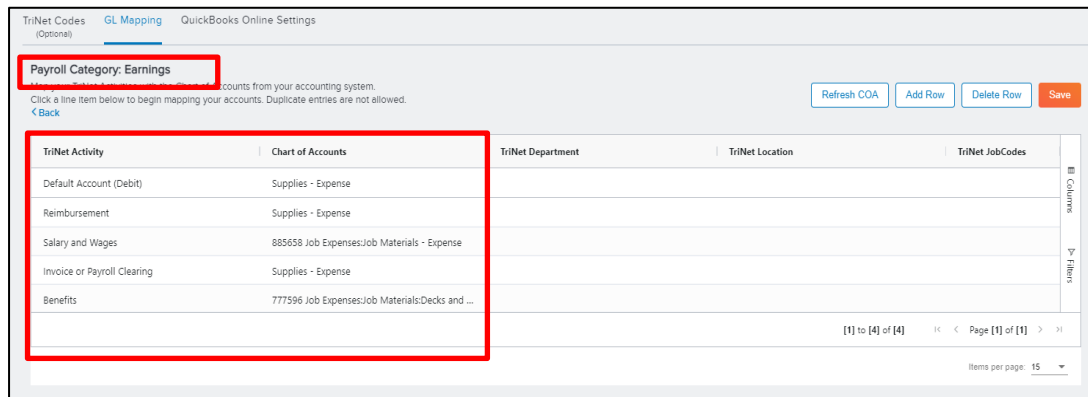 TriNet Codes GL Mapping QuickBooks Online Settings
(Optional)
Payroll Category: Earnings
Map your TriNet Activities with the Chart of Accounts from your accounting system.
Click a line item below to begin mapping your accounts. Duplicate entries are not allowed.
Back
Refresh COA Add Row Delete Row Save
TriNet Activity Chart of Accounts TriNet Department TriNet Location TriNet JobCodes
Default Account (Debit) Supplies - Expense
Reimbursement Supplies - Expense
Salary and Wages 885658 Job Expenses:Job Materials - Expense
Invoice or Payroll Clearing Supplies - Expense
Benefits 777596 Job Expenses:Job Materials:Decks and ...
Columns
Filters
[1] to [4] of [4] Page [1] of [1]
Items per page: 15